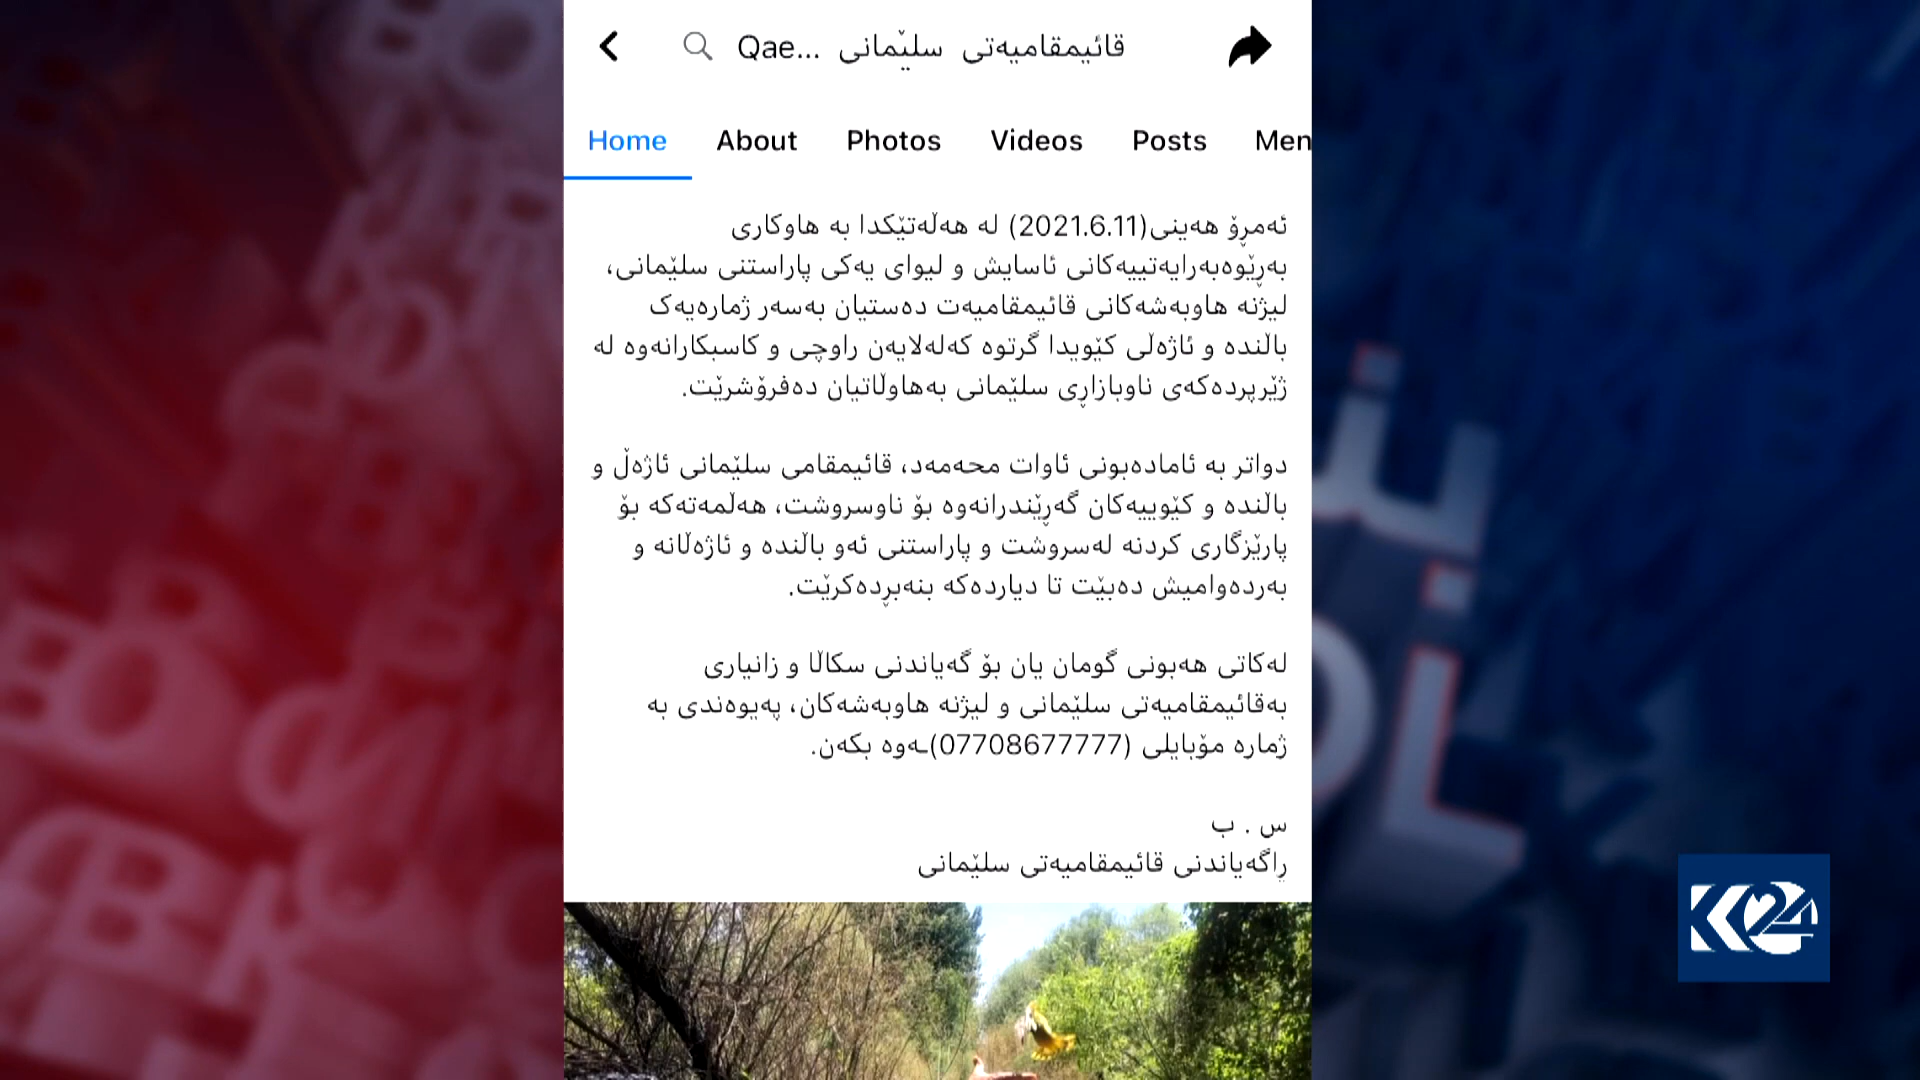 قائیمقامیەتی سلێمانی Qae...
Home About Photos Videos Posts Men
ئەمڕۆ هەینی(2021.6.11) لە هەڵەتێکدا بە هاوکاری
بەڕێوەبەرایەتییەکانی ئاسایش و لیوای یەکی پاراستنی سلێمانی،
لیژنە هاوبەشەکانی قائیمقامیەت دەستیان بەسەر ژمارەیەک
باڵندە و ئاژەڵی کێویدا گرتوە کەلەلایەن راوچی و کاسبکارانەوە لە
ژێرپردەکەی ناوبازاڕی سلێمانی بەهاوڵاتیان دەفرۆشرێت.
دواتر بە ئامادەبونی ئاوات محەمەد، قائیمقامی سلێمانی ئاژەڵ و
باڵندە و کێوییەکان گەڕێندرانەوە بۆ ناوسروشت، هەڵمەتەکە بۆ
پارێزگاری کردنە لەسروشت و پاراستنی ئەو باڵندە و ئاژەڵانە و
بەردەوامیش دەبێت تا دیاردەکە بنەبڕدەکرێت.
لەکاتی هەبونی گومان یان بۆ گەیاندنی سکاڵا و زانیاری
بەقائیمقامیەتی سلێمانی و لیژنە هاوبەشەکان، پەیوەندی بە
ژمارە مۆبایلی (07708677777)ـەوە بکەن.
س . ب
ڕاگەیاندنی قائیمقامیەتی سلێمانی
K24